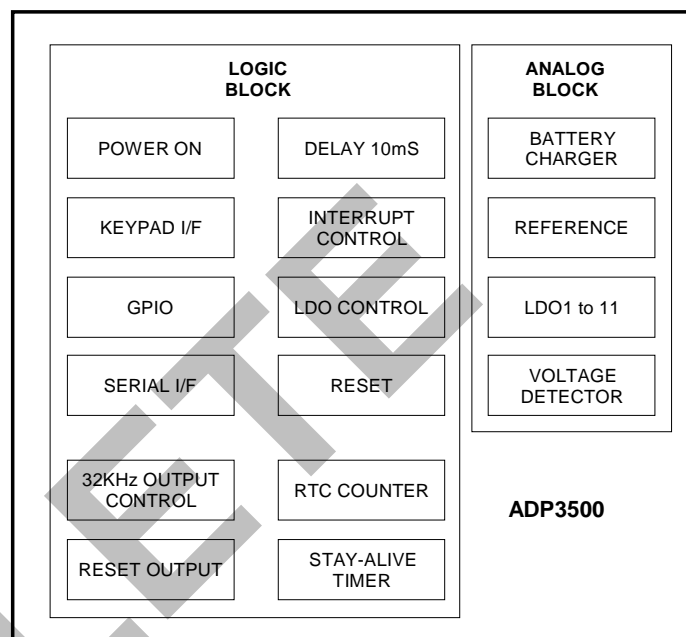 LOGIC
BLOCK
POWER ON
DELAY 10mS
KEYPAD I/F
INTERRUPT
CONTROL
GPIO
LDO CONTROL
SERIAL I/F
RESET
32KHz OUTPUT
CONTROL
RTC COUNTER
RESET OUTPUT
STAY-ALIVE
TIMER
ANALOG
BLOCK
BATTERY
CHARGER
REFERENCE
LDO1 to 11
VOLTAGE
DETECTOR
ADP3500
LETE